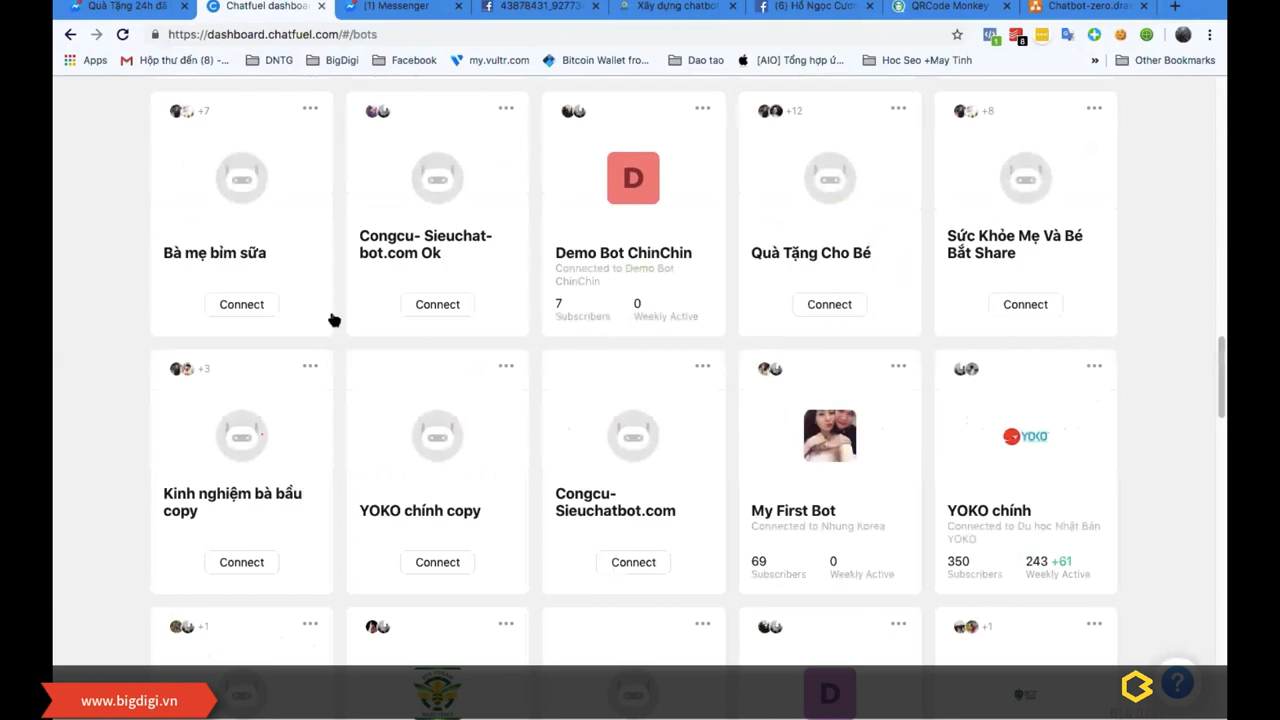 Quà Tặng 24h đã
Chatfuel dashboa
(1) Messenger
43878431_92773
Xây dựng chatbot
(6) Hồ Ngọc Cươn
QRCode Monkey
Chatbot-zero.dra
https://dashboard.chatfuel.com/#/bots
Apps
Hộp thư đến (8) -...
DNTG
BigDigi
Facebook
my.vultr.com
Bitcoin Wallet fro...
Dao tao
[AIO] Tổng hợp ứ...
Hoc Seo +May Tinh
»
Other Bookmarks
+7
+12
+8
D
Bà mẹ bỉm sữa
Congcu- Sieuchat-
bot.com Ok
Demo Bot ChinChin
Connected to Demo Bot
ChinChin
Quà Tặng Cho Bé
Sức Khỏe Mẹ Và Bé
Bắt Share
Connect
Connect
7
Subscribers
0
Weekly Active
Connect
Connect
+3
YOKO
Kinh nghiệm bà bầu
copy
YOKO chính copy
Congcu-
Sieuchatbot.com
My First Bot
Connected to Nhung Korea
YOKO chính
Connected to Du học Nhật Bản
YOKO
Connect
Connect
Connect
69
Subscribers
0
Weekly Active
350
Subscribers
243 +61
Weekly Active
+1
+1
D
?
www.bigdigi.vn